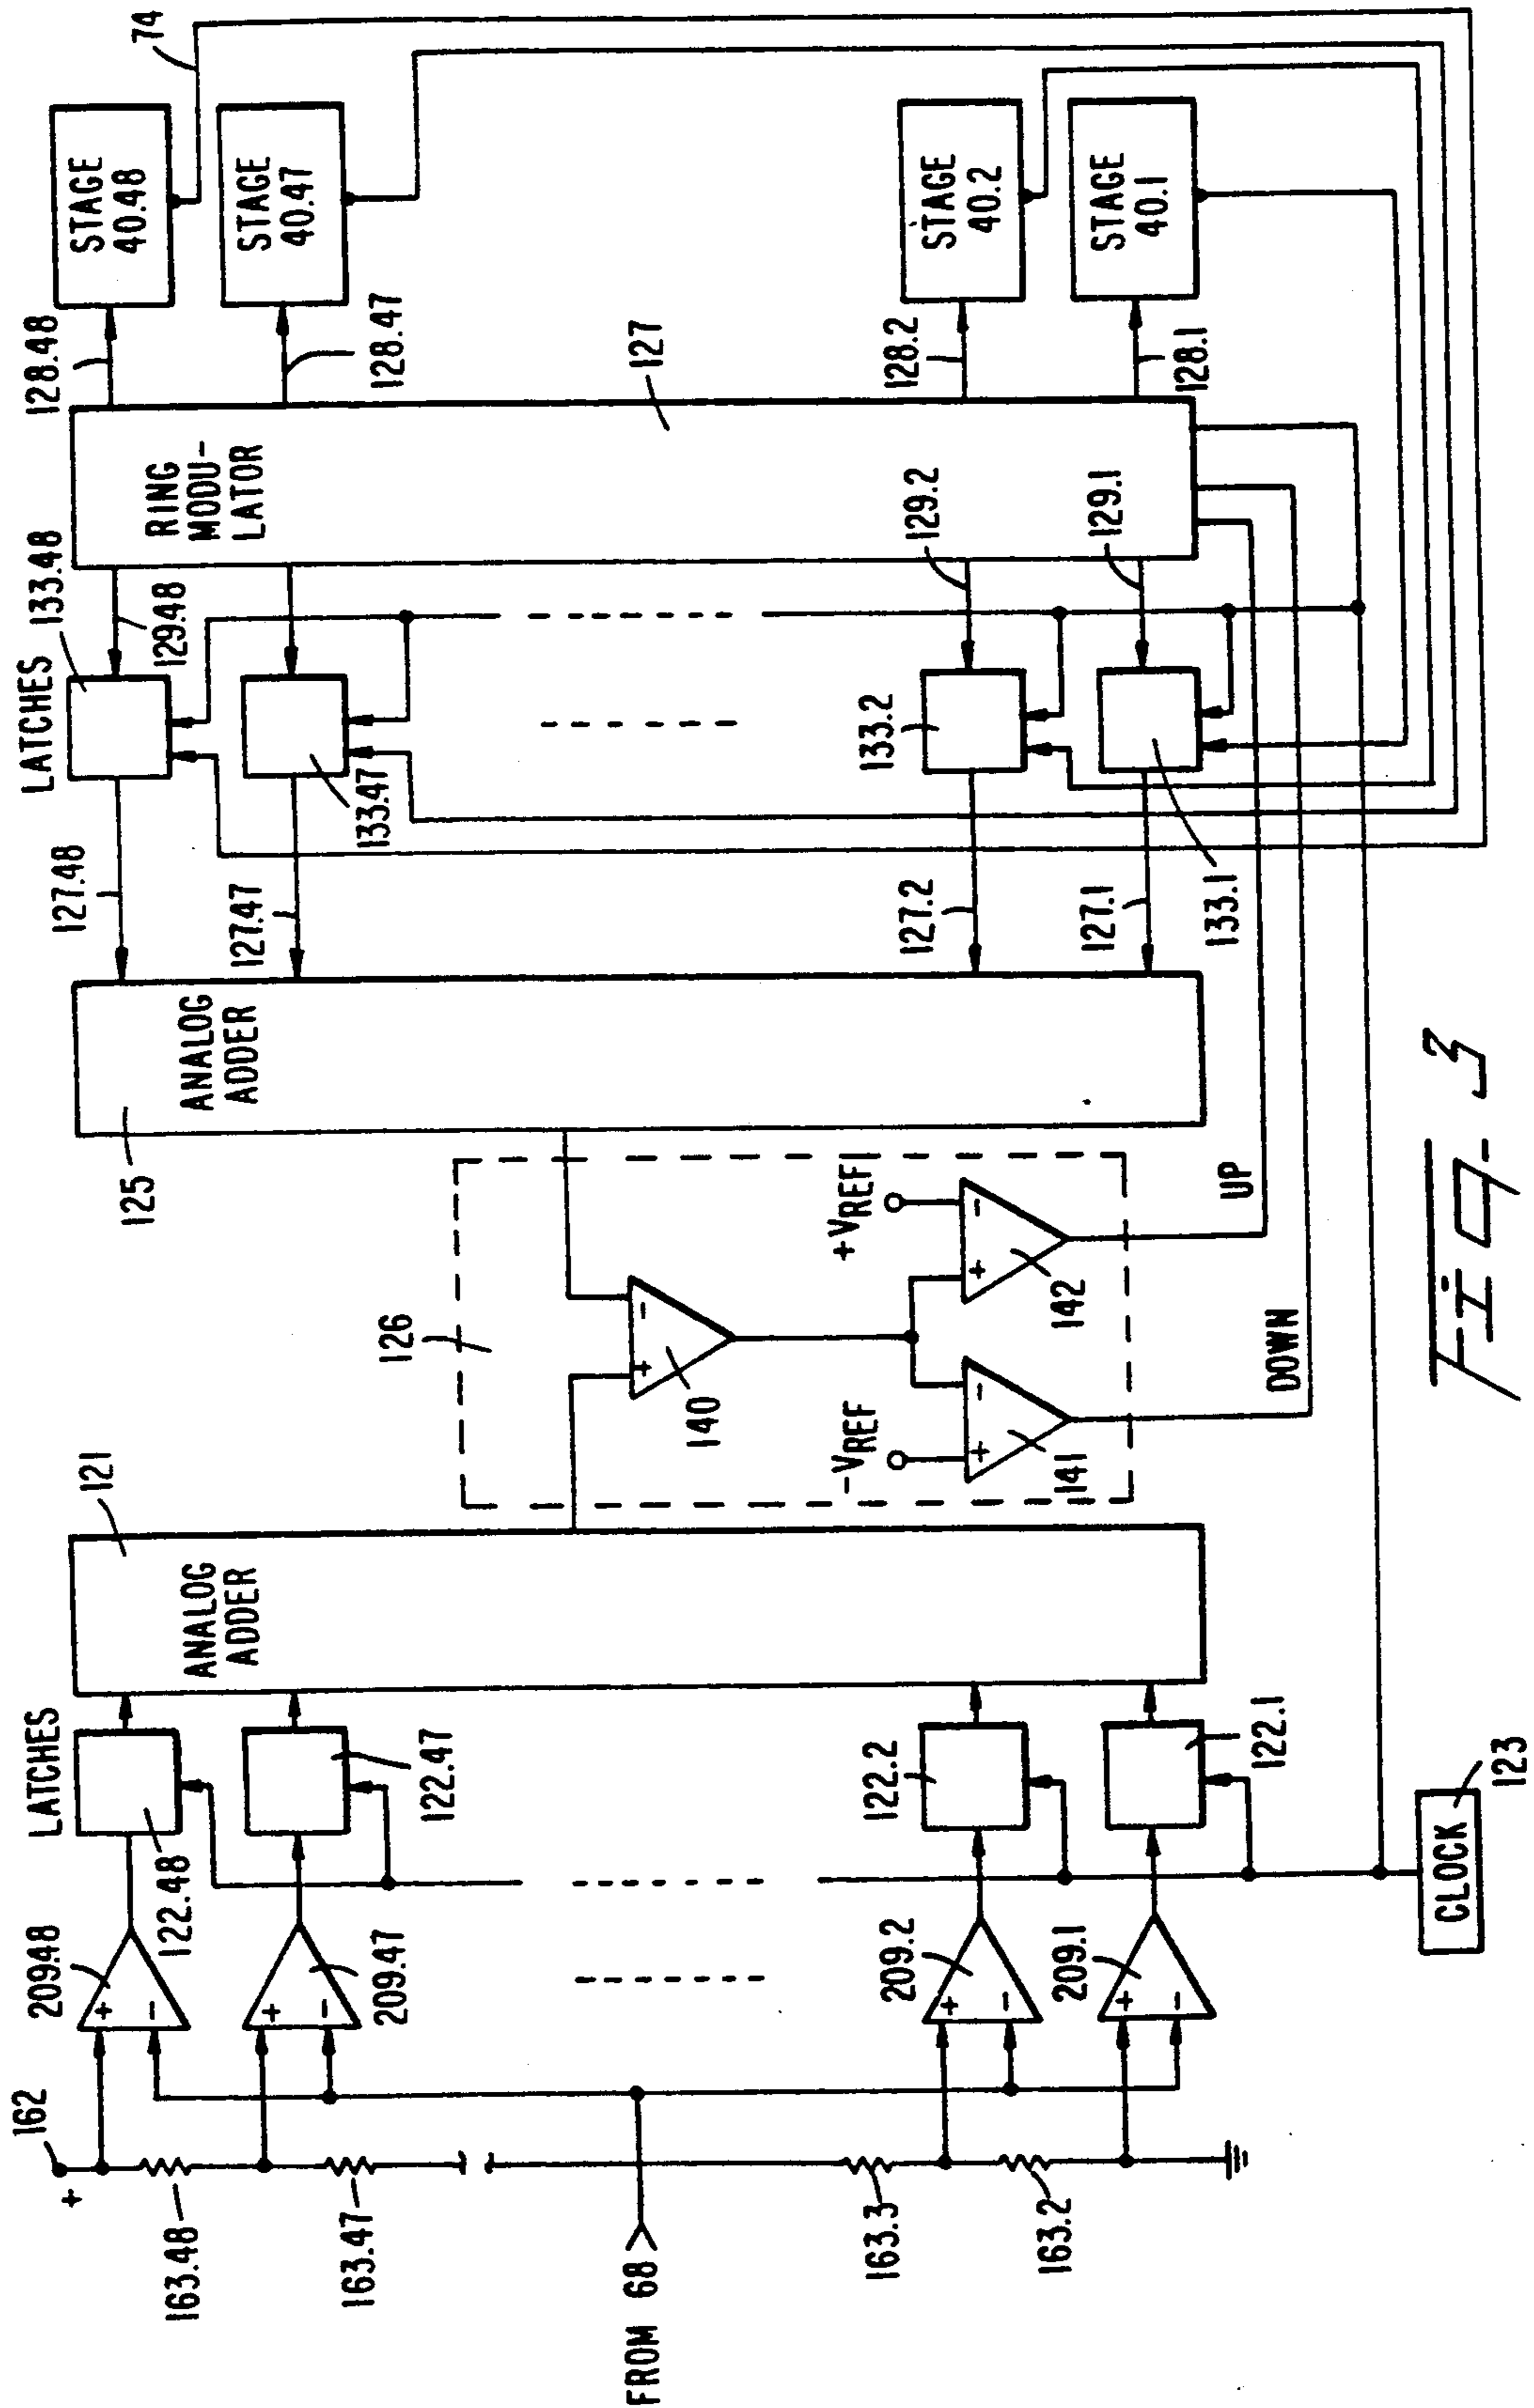 74
STAGE
40.48
STAGE
40.47
STAGE
40.2
STAGE
40.1
128.48
128.47
128.2
128.1
RING
MODU-
LATOR
127
133.48
129.48
129.2
129.1
LATCHES
133.47
133.2
133.1
127.48
127.47
127.2
127.1
ANALOG
ADDER
125
126
+VREF
-VREF
+
-
140
+
-
142
+
-
141
UP
DOWN
121
ANALOG
ADDER
LATCHES
122.48
122.47
122.2
122.1
CLOCK
123
209.48
+
-
209.47
+
-
209.2
+
-
209.1
+
-
162
+
163.48
163.47
163.3
163.2
FROM 68
FIG. 3